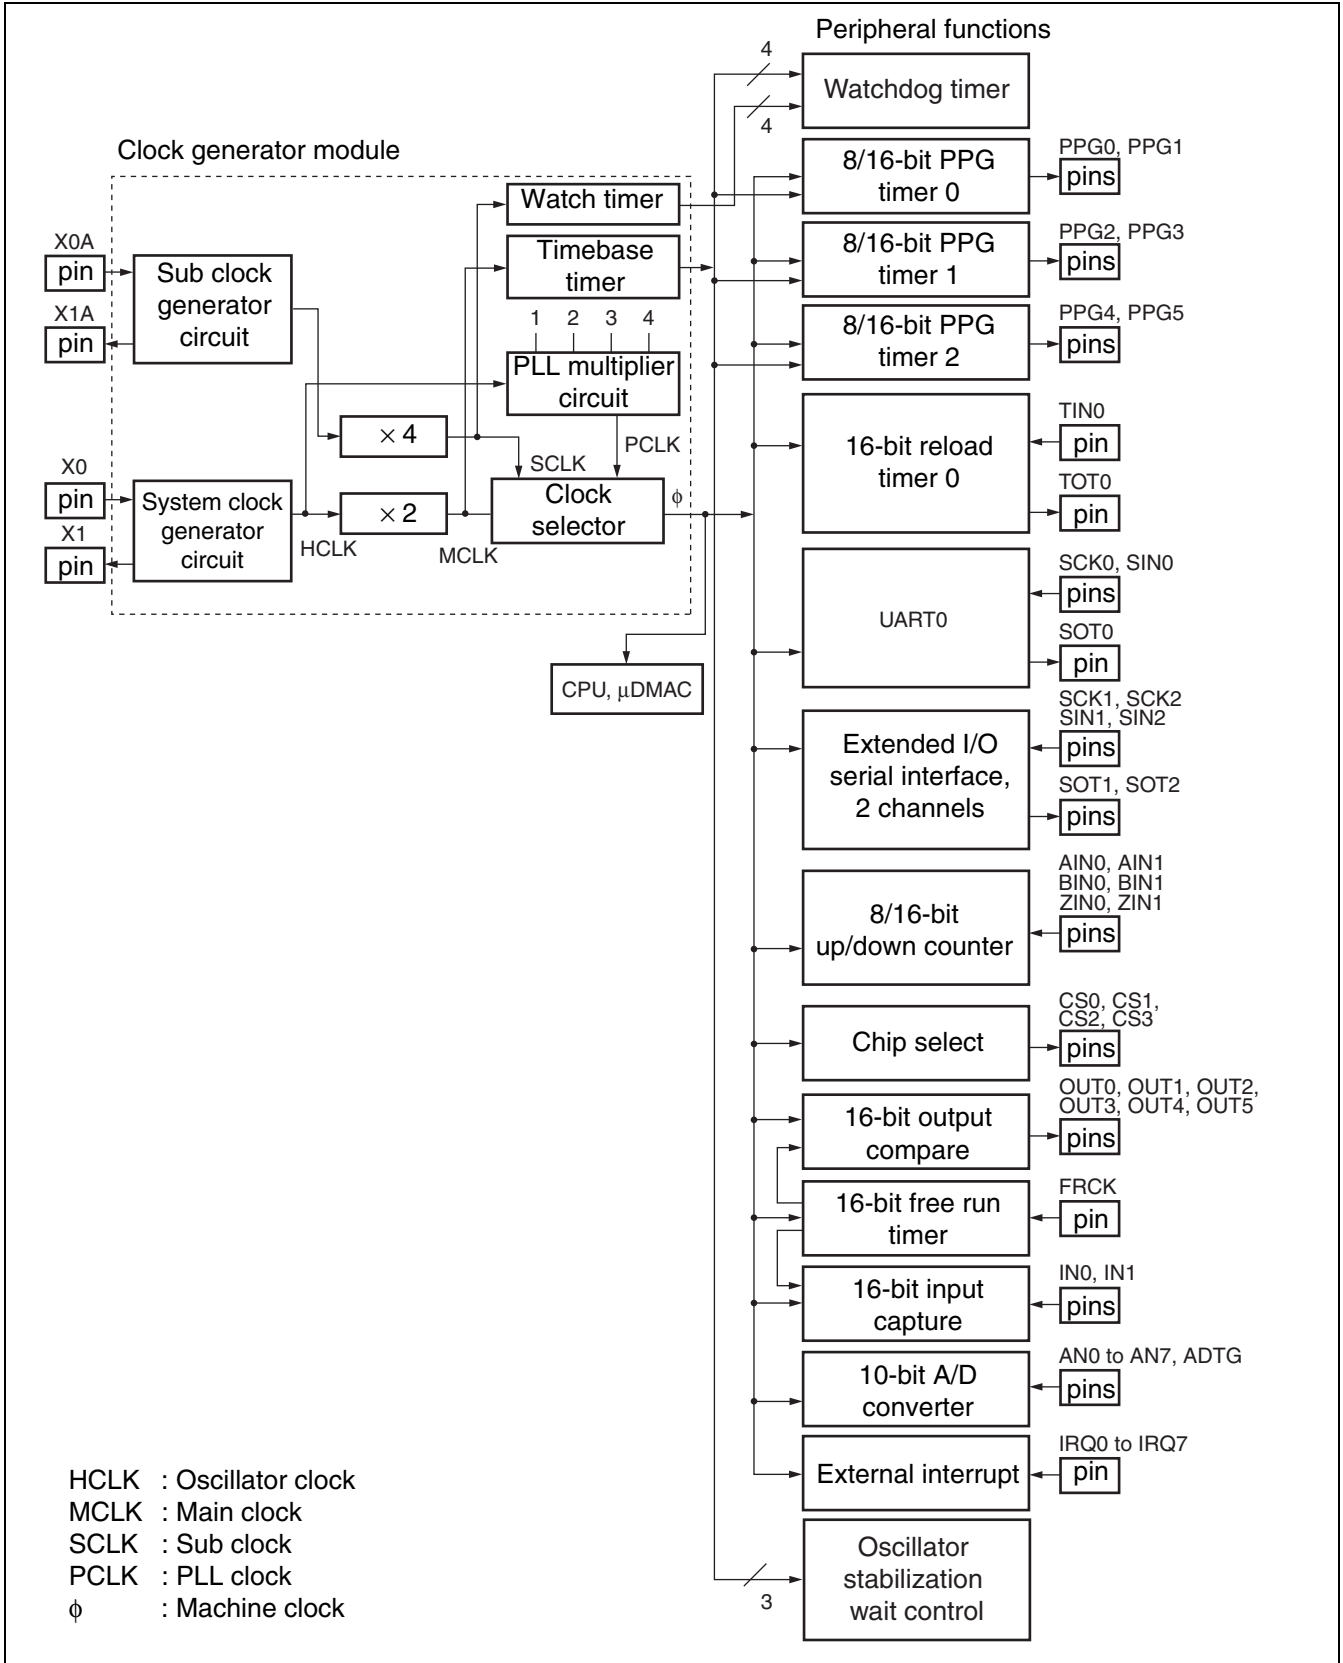 Peripheral functions
4
Watchdog timer
4
Clock generator module
8/16-bit PPG
timer 0
PPG0, PPG1
pins
Watch timer
X0A
pin
Sub clock
generator
circuit
X1A
pin
Timebase
timer
8/16-bit PPG
timer 1
PPG2, PPG3
pins
1 2 3 4
PLL multiplier
circuit
8/16-bit PPG
timer 2
PPG4, PPG5
pins
× 4
SCLK
PCLK
X0
pin
System clock
generator
circuit
X1
pin
HCLK
× 2
MCLK
Clock
selector
ϕ
CPU, μDMAC
16-bit reload
timer 0
TIN0
pin
TOT0
pin
UART0
SCK0, SIN0
pins
SOT0
pin
Extended I/O
serial interface,
2 channels
SCK1, SCK2
SIN1, SIN2
pins
SOT1, SOT2
pins
8/16-bit
up/down counter
AIN0, AIN1
BIN0, BIN1
ZIN0, ZIN1
pins
Chip select
CS0, CS1,
CS2, CS3
pins
16-bit output
compare
OUT0, OUT1, OUT2,
OUT3, OUT4, OUT5
pins
16-bit free run
timer
FRCK
pin
16-bit input
capture
IN0, IN1
pins
10-bit A/D
converter
AN0 to AN7, ADTG
pins
External interrupt
IRQ0 to IRQ7
pin
Oscillator
stabilization
wait control
3
HCLK : Oscillator clock
MCLK : Main clock
SCLK : Sub clock
PCLK : PLL clock
ϕ : Machine clock